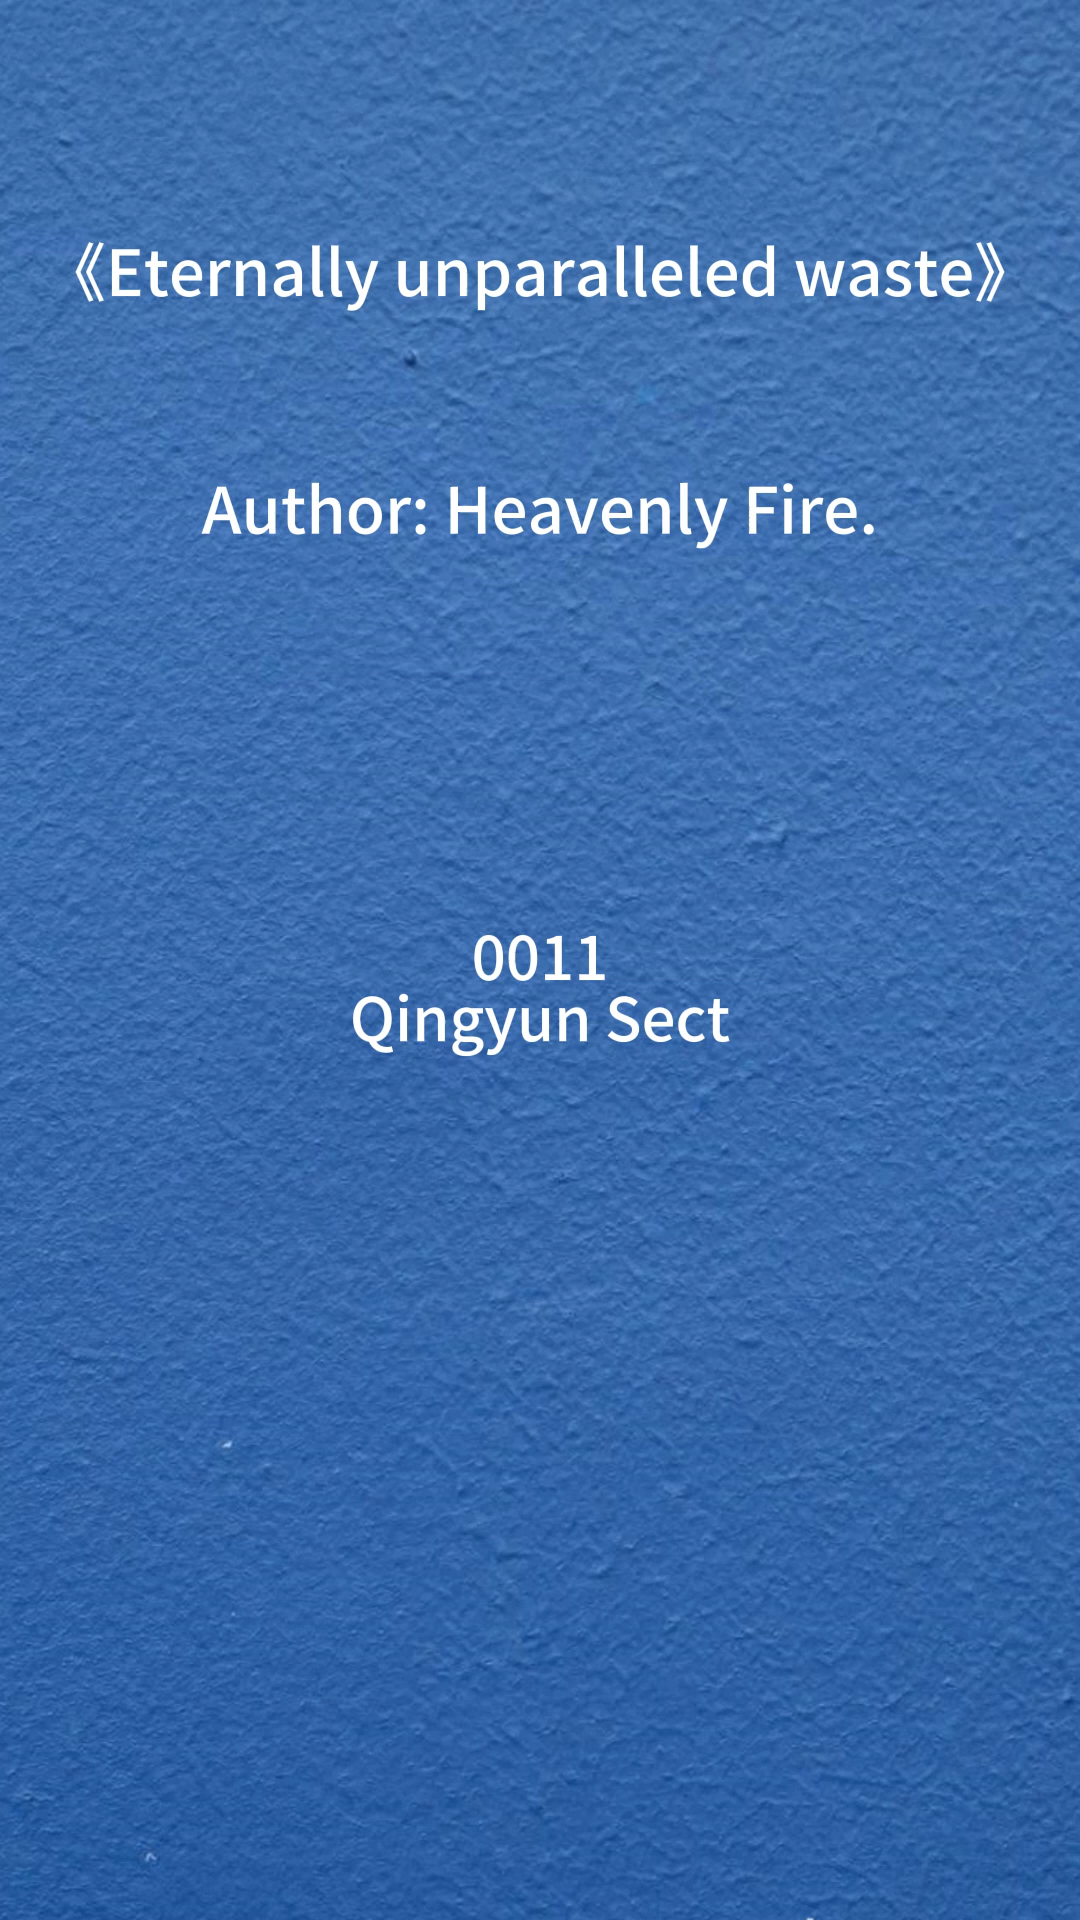 《Eternally unparalleled waste》
Author: Heavenly Fire.
0011
Qingyun Sect